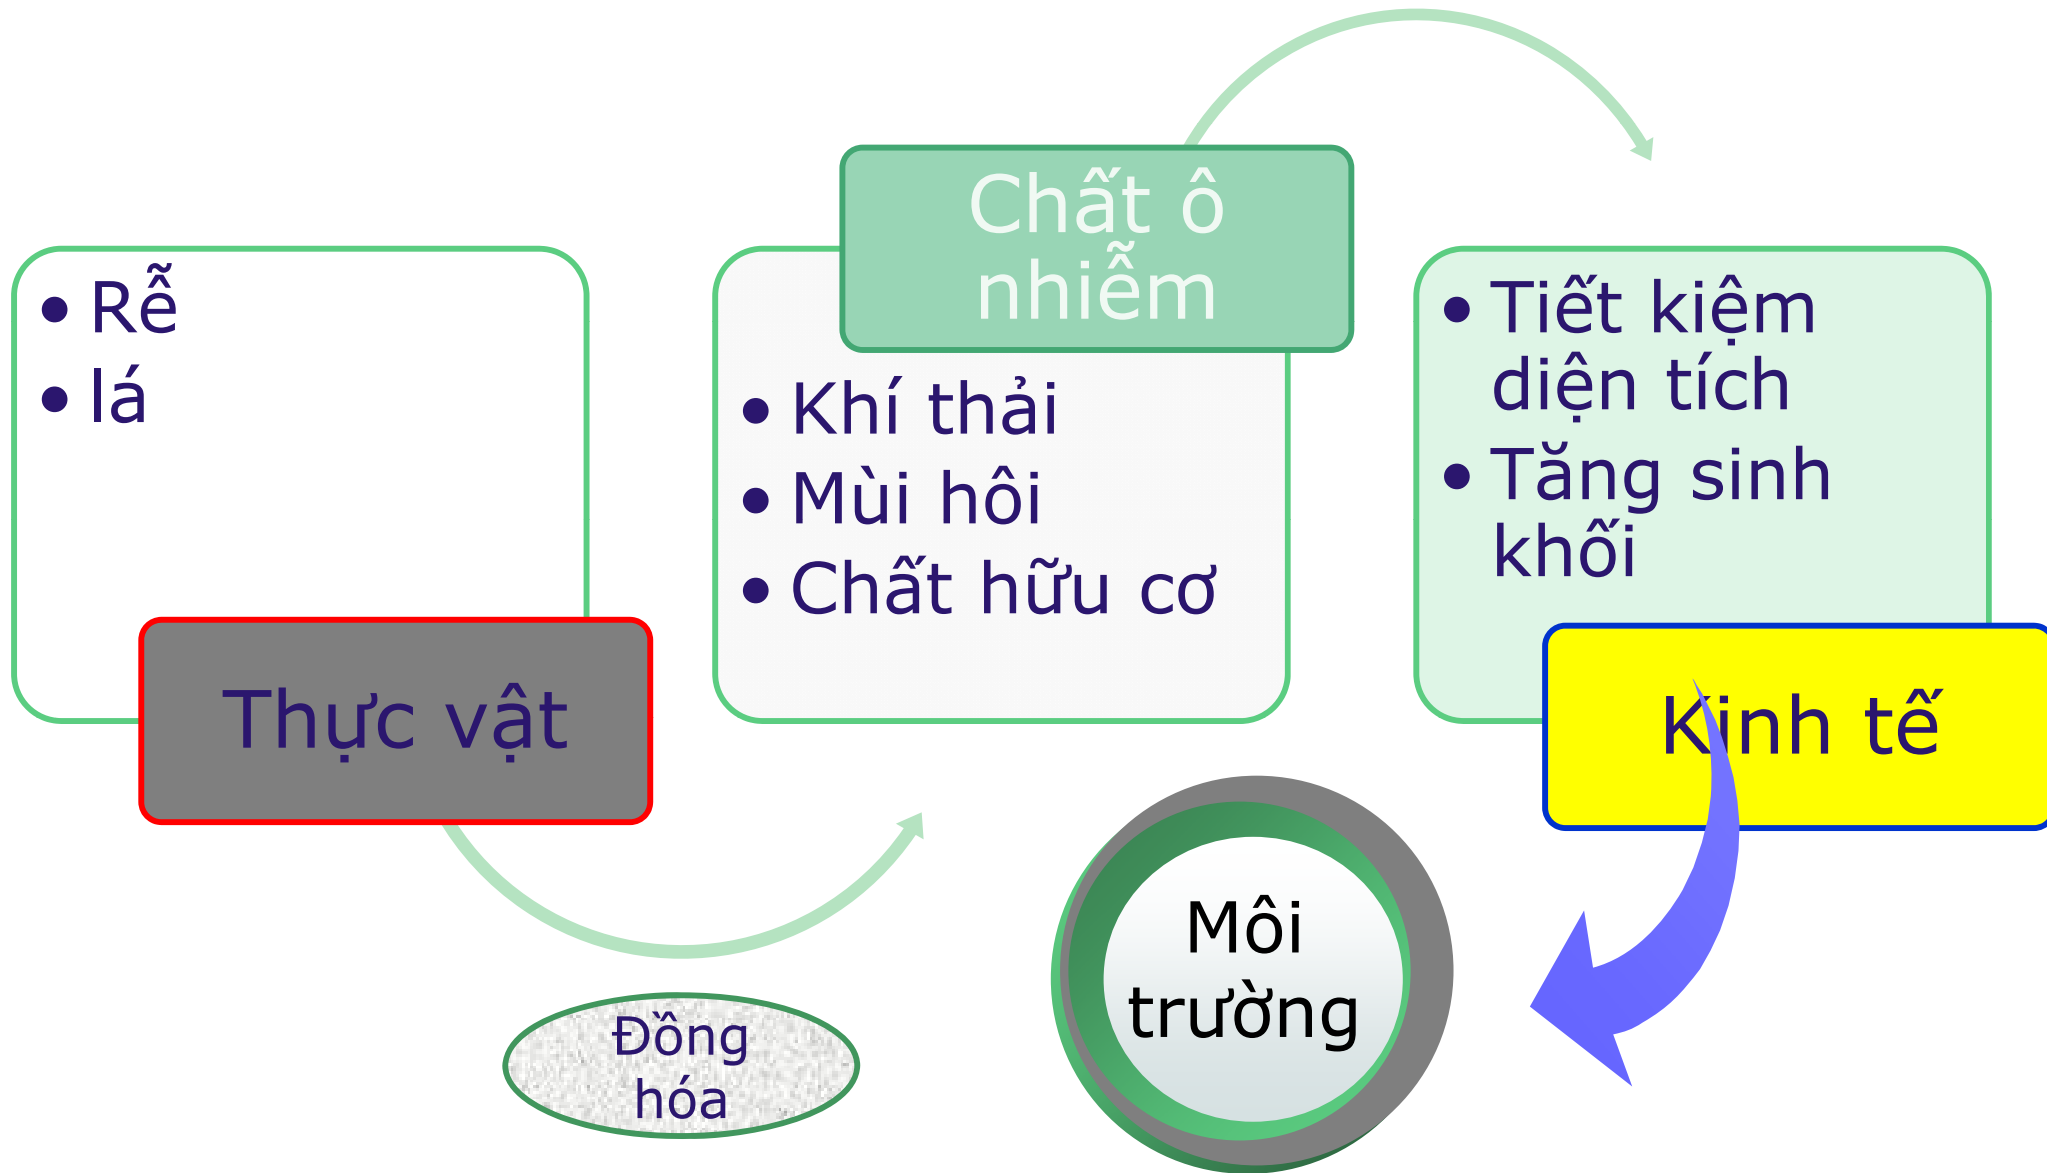 Rễ
lá
Thực vật
Chất ô
nhiễm
Khí thải
Mùi hôi
Chất hữu cơ
Tiết kiệm
diện tích
Tăng sinh
khối
Kinh tế
Đồng
hóa
Môi
trường